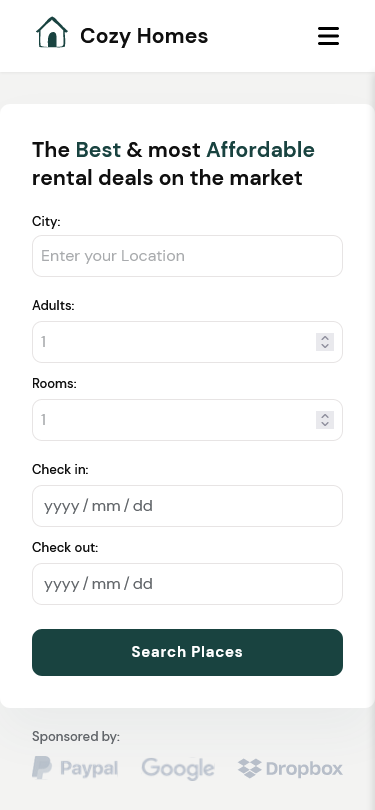 Cozy Homes
The Best & most Affordable
rental deals on the market
City:
Enter your Location
Adults:
1
Rooms:
1
Check in:
yyyy / mm / dd
Check out:
yyyy / mm / dd
Search Places
Sponsored by:
Paypal Google Dropbox